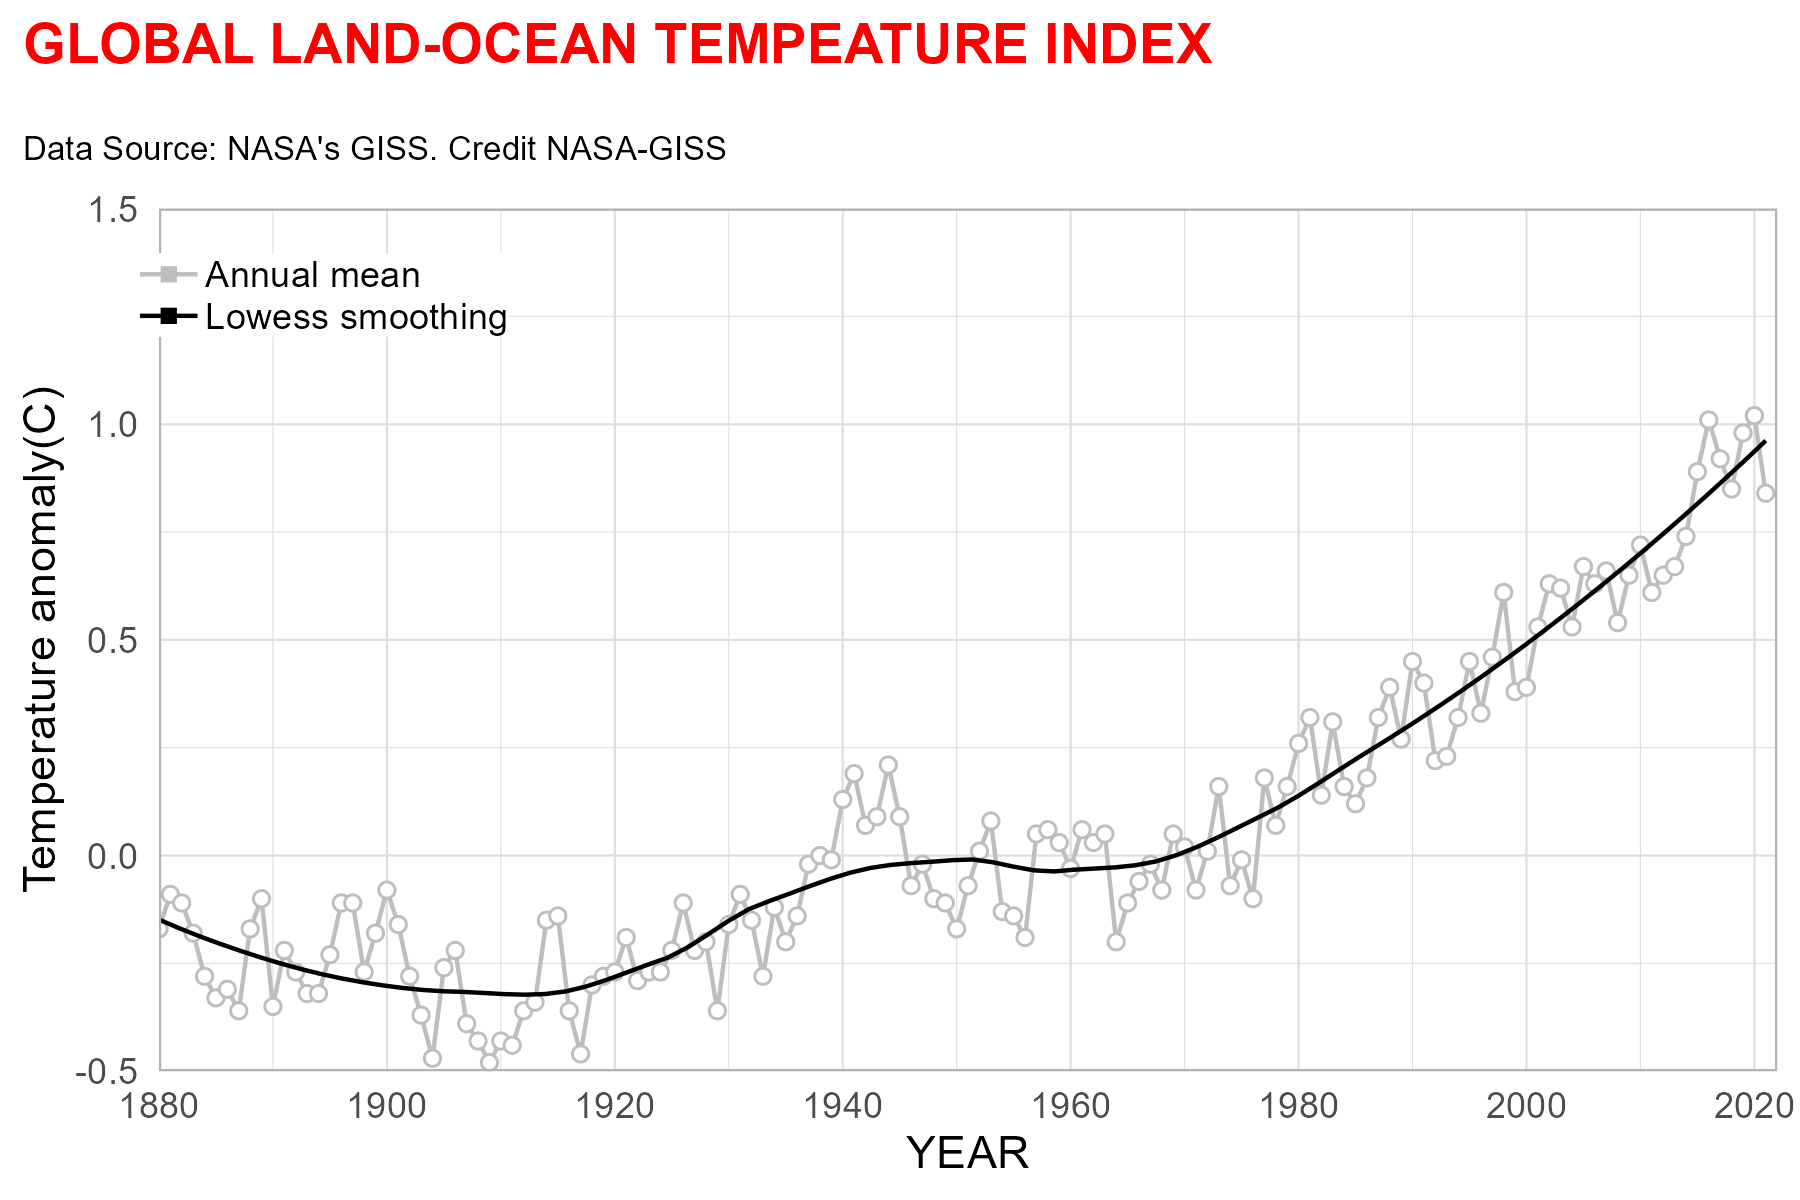 GLOBAL LAND-OCEAN TEMPEATURE INDEX
Data Source: NASA's GISS. Credit NASA-GISS
1.5
Annual mean
Lowess smoothing
1.0
0.5
0.0
-0.5
Temperature anomaly(C)
1880 1900 1920 1940 1960 1980 2000 2020
YEAR